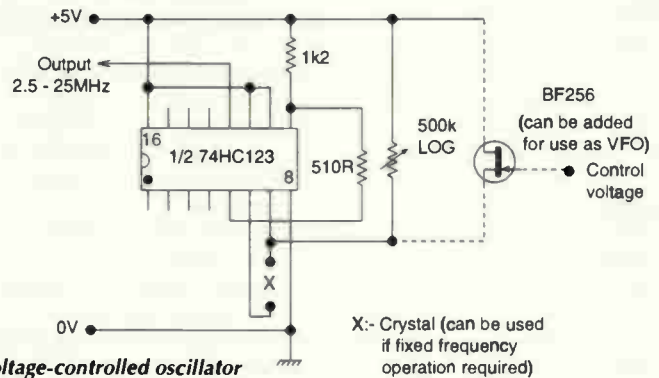 +5V
Output
2.5 - 25MHz
1k2
16
1/2 74HC123
8
510R
500k
LOG
BF256
(can be added
for use as VFO)
Control
voltage
X
0V
X:- Crystal (can be used
if fixed frequency
operation required)
oltage-controlled oscillator